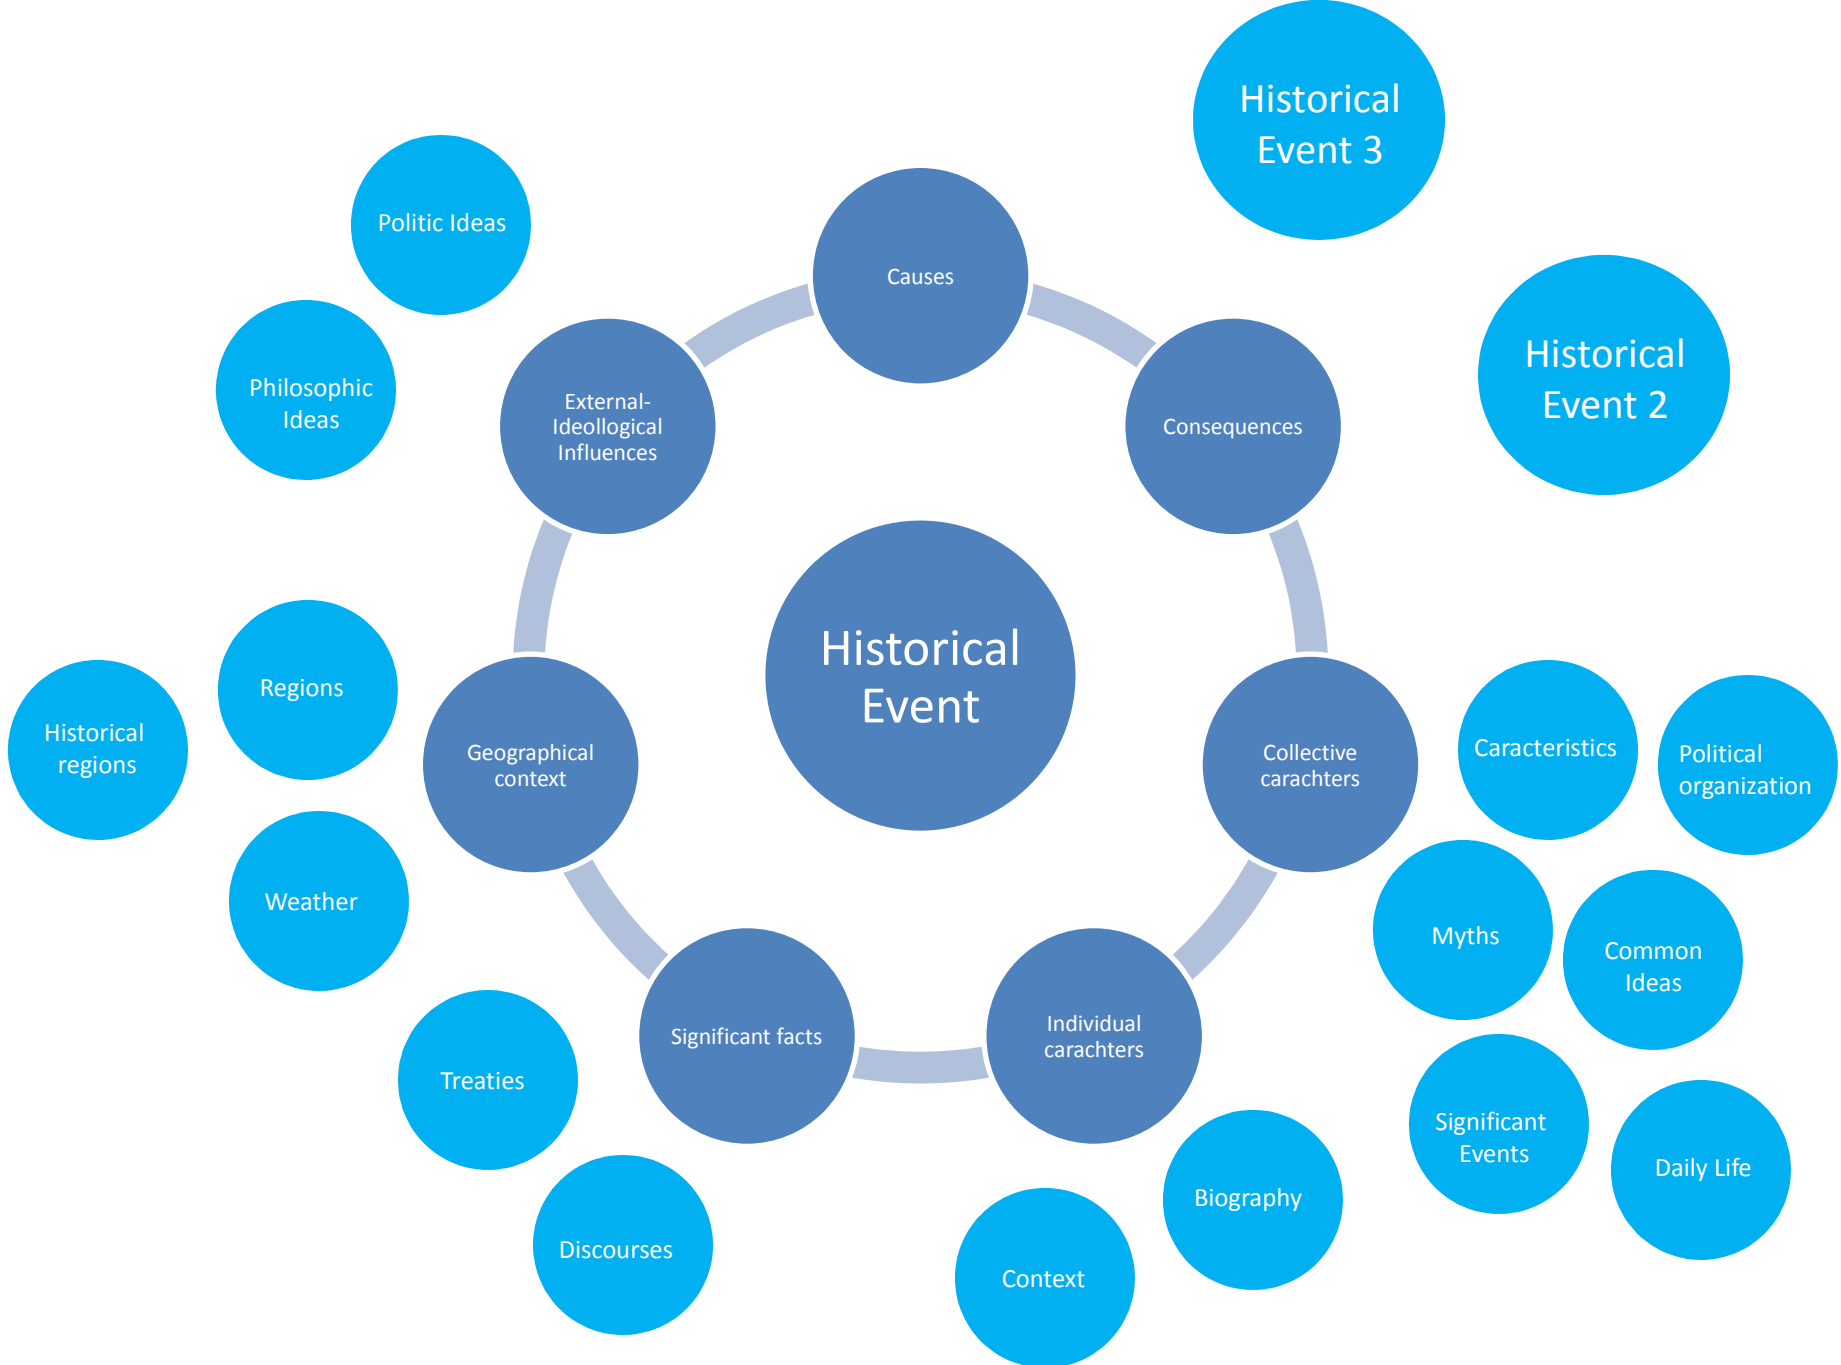 Historical
Event 3
Politic Ideas
Causes
Historical
Event 2
Philosophic
Ideas
External-
Ideollogical
Influences
Consequences
Historical
Event
Regions
Historical
regions
Geographical
context
Collective
carachters
Caracteristics
Political
organization
Weather
Myths
Common
Ideas
Significant facts
Individual
carachters
Treaties
Significant
Events
Daily Life
Biography
Discourses
Context